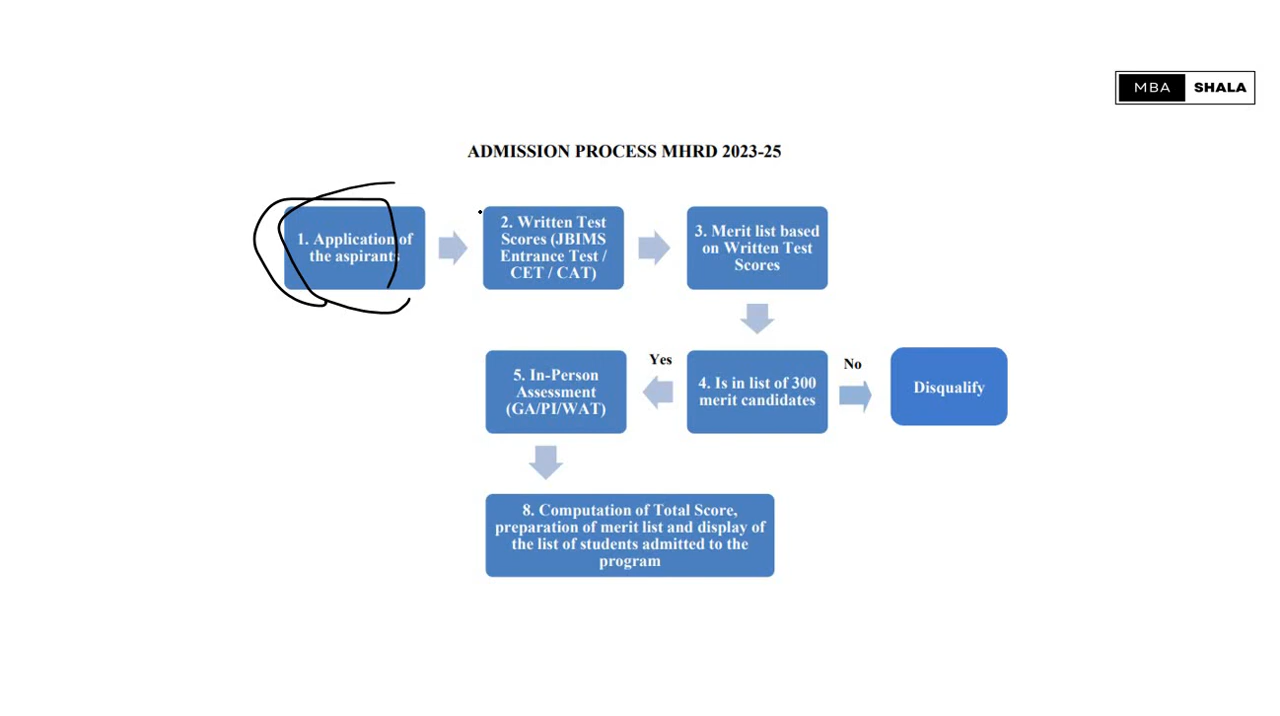 MBA SHALA
ADMISSION PROCESS MHRD 2023-25
1. Application of
the aspirants
2. Written Test
Scores (JBIMS
Entrance Test /
CET / CAT)
3. Merit list based
on Written Test
Scores
Yes
No
5. In-Person
Assessment
(GA/PI/WAT)
4. Is in list of 300
merit candidates
Disqualify
8. Computation of Total Score,
preparation of merit list and display of
the list of students admitted to the
program